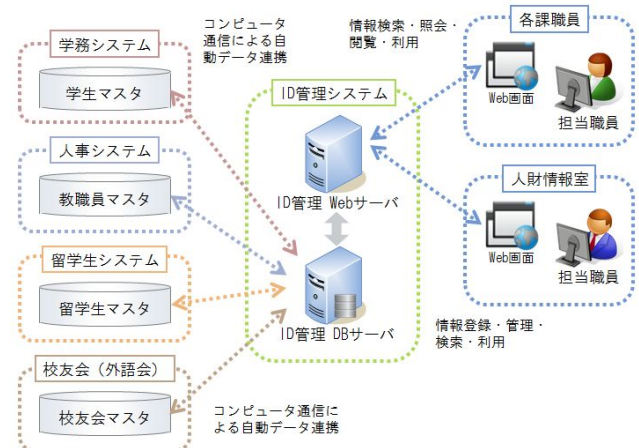 コンピュータ
通信による自
動データ連携
情報検索・照会・
閲覧・利用
各課職員
Web画面
担当職員
学務システム
学生マスタ
ID管理システム
ID管理 Webサーバ
人事システム
教職員マスタ
人財情報室
Web画面
担当職員
留学生システム
留学生マスタ
ID管理 DBサーバ
情報登録・管理・
検索・利用
校友会（外語会）
校友会マスタ
コンピュータ通信に
よる自動データ連携